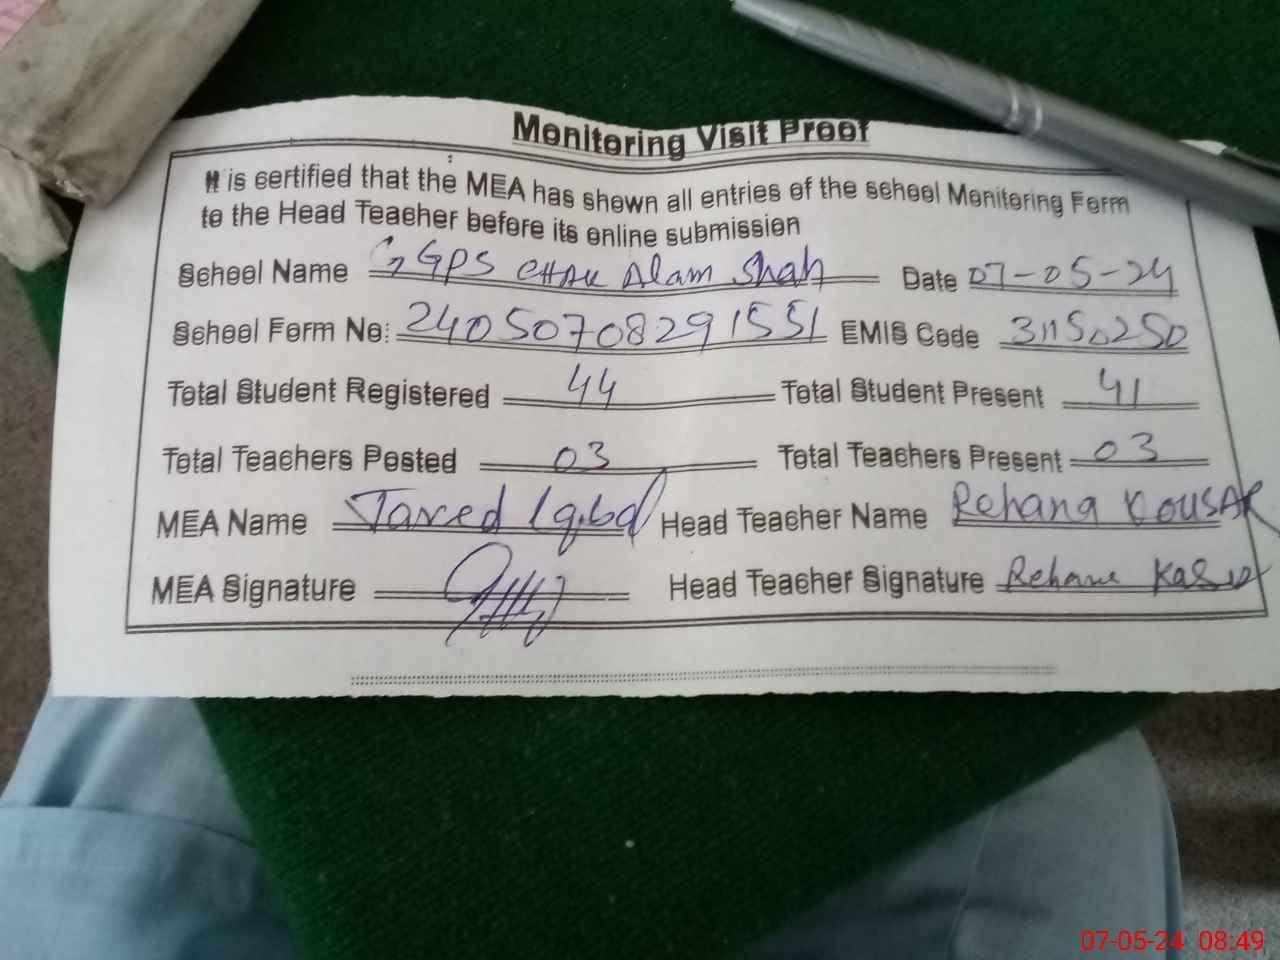 Monitoring Visit Proof
It is certified that the MEA has shown all entries of the school Monitoring Form
to the Head Teacher before its online submission
School Name GGPS CHAK Alam Shah Date 07-05-24
School Form No: 24050708291551 EMIS Code 31150250
Total Student Registered 44 Total Student Present 41
Total Teachers Posted 03 Total Teachers Present 03
MEA Name Javed Iqbal Head Teacher Name Rehana KOUSAR
MEA Signature Head Teacher Signature Rehana Kasur
07-05-24 08:49